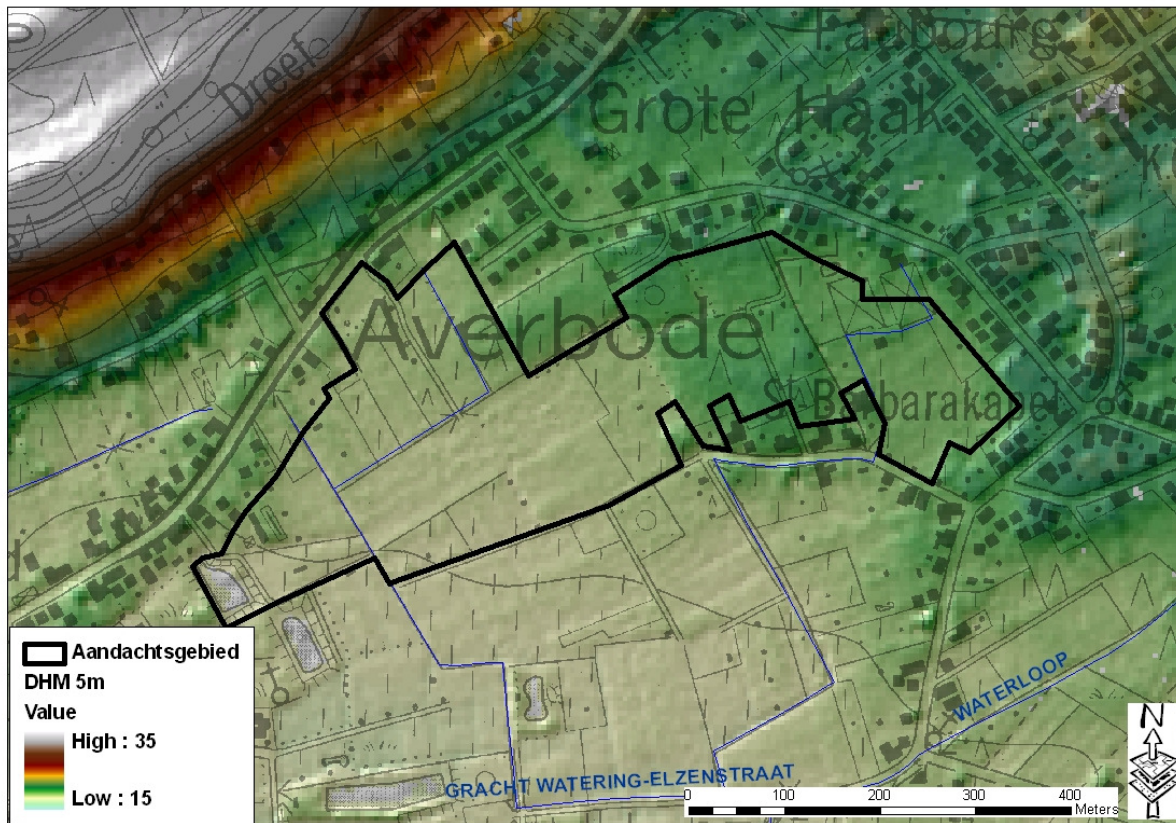 Faubourg
Dreef
Grote Haak
K
Averbode
St Barbarakapel
Aandachtsgebied
DHM 5m
Value
High : 35
Low : 15
WATERLOOP
GRACHT WATERING-ELZENSTRAAT
N
0 100 200 300 400
Meters